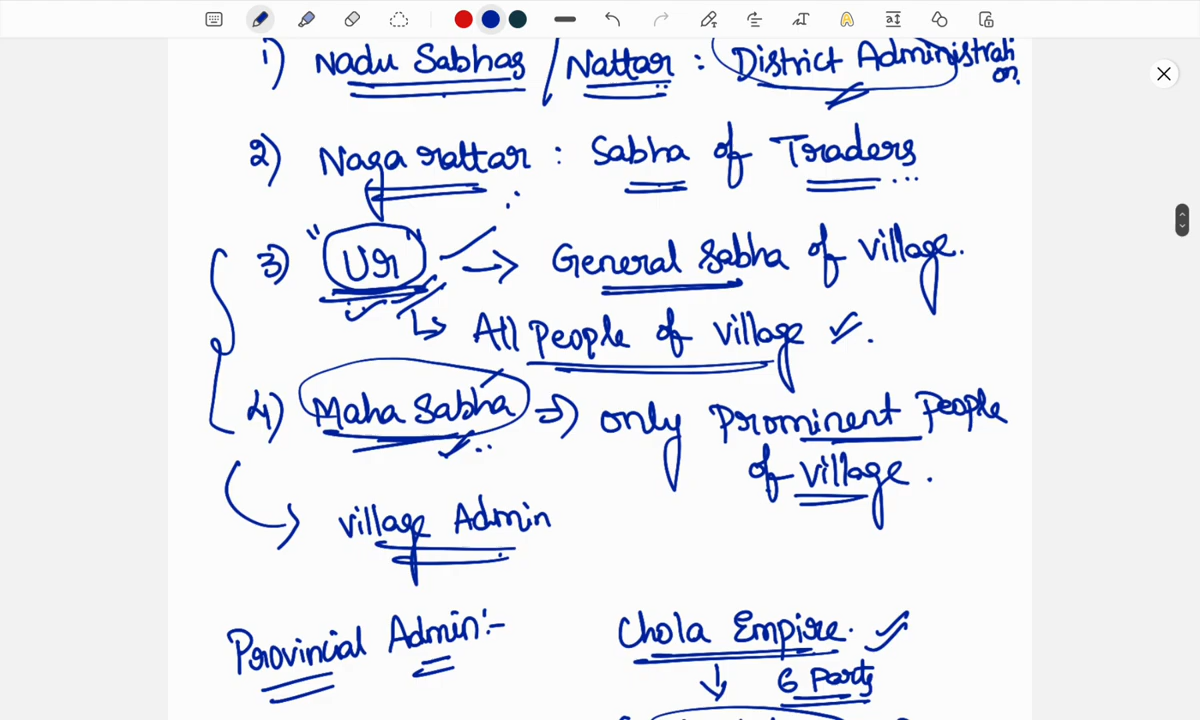 1) Nadu Sabhas / Nattar : District Administration.
2) Nagarattar : Sabha of Traders
3) "Ur" → General Sabha of village.
↳ All people of village ✓.
4) Maha Sabha ⇒ only Prominent People
of village.
village Admin
Provincial Admin:-
Chola Empire.
↓ 6 Parts